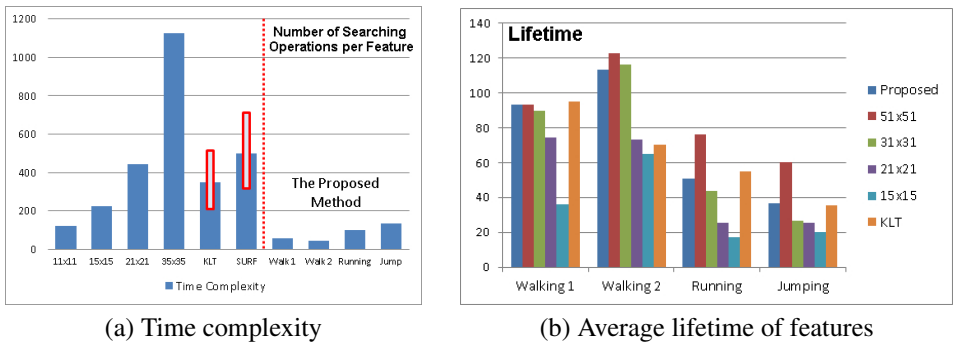 1200
1000
800
600
400
200
0
Number of Searching
Operations per Feature
The Proposed
Method
11x11 15x15 21x21 35x35 KLT SURF Walk 1 Walk 2 Running Jump
Time Complexity
(a) Time complexity
140
120
100
80
60
40
20
0
Lifetime
Walking 1 Walking 2 Running Jumping
Proposed
51x51
31x31
21x21
15x15
KLT
(b) Average lifetime of features